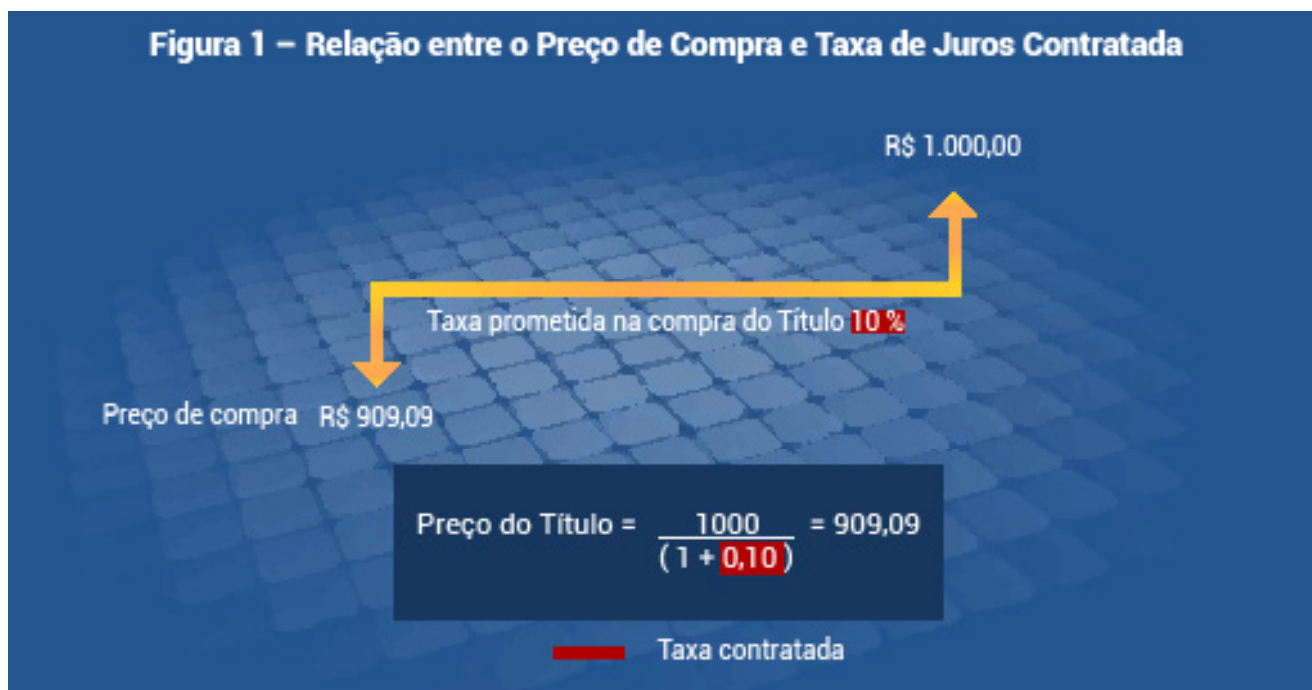 Figura 1 – Relação entre o Preço de Compra e Taxa de Juros Contratada
R$ 1.000,00
Taxa prometida na compra do Título 10 %
Preço de compra R$ 909,09
Preço do Título = 1000 = 909,09
( 1 + 0,10 )
Taxa contratada